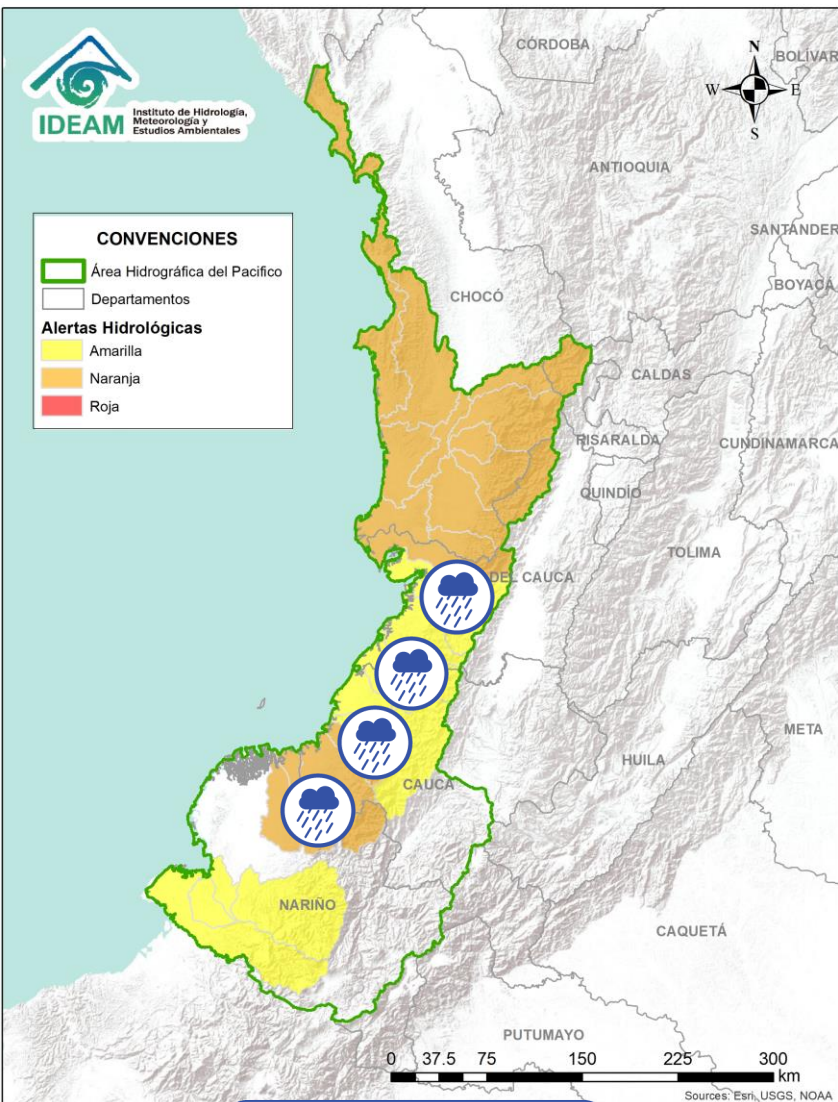 IDEAM
Instituto de Hidrología,
Meteorología y
Estudios Ambientales
CÓRDOBA
BOLÍVAR
N
W
E
S
ANTIOQUIA
SANTANDER
BOYACÁ
CONVENCIONES
Área Hidrográfica del Pacifico
Departamentos
Alertas Hidrológicas
Amarilla
Naranja
Roja
CHOCÓ
CALDAS
RISARALDA
CUNDINAMARCA
QUINDÍO
TOLIMA
DEL CAUCA
META
HUILA
CAUCA
NARIÑO
CAQUETÁ
PUTUMAYO
0 37.5 75 150 225 300
km
Sources: Esri, USGS, NOAA